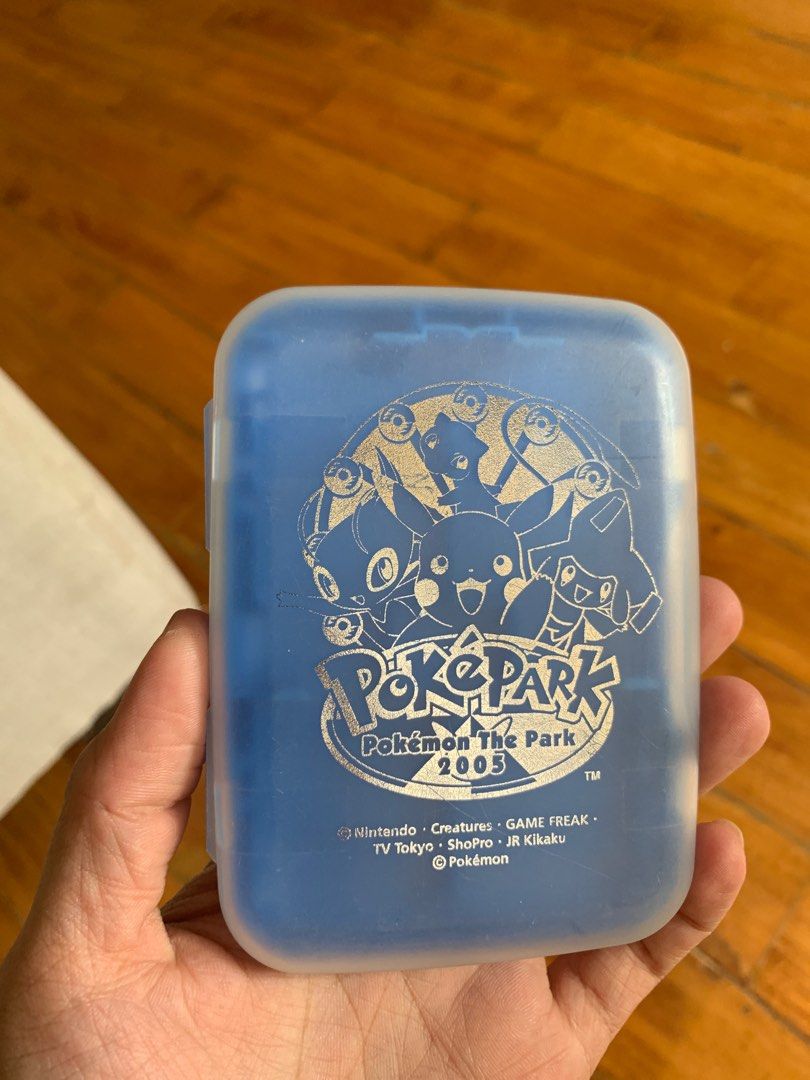 POKéPARK
Pokémon The Park
2005
TM
© Nintendo · Creatures · GAME FREAK ·
TV Tokyo · ShoPro · JR Kikaku
© Pokémon